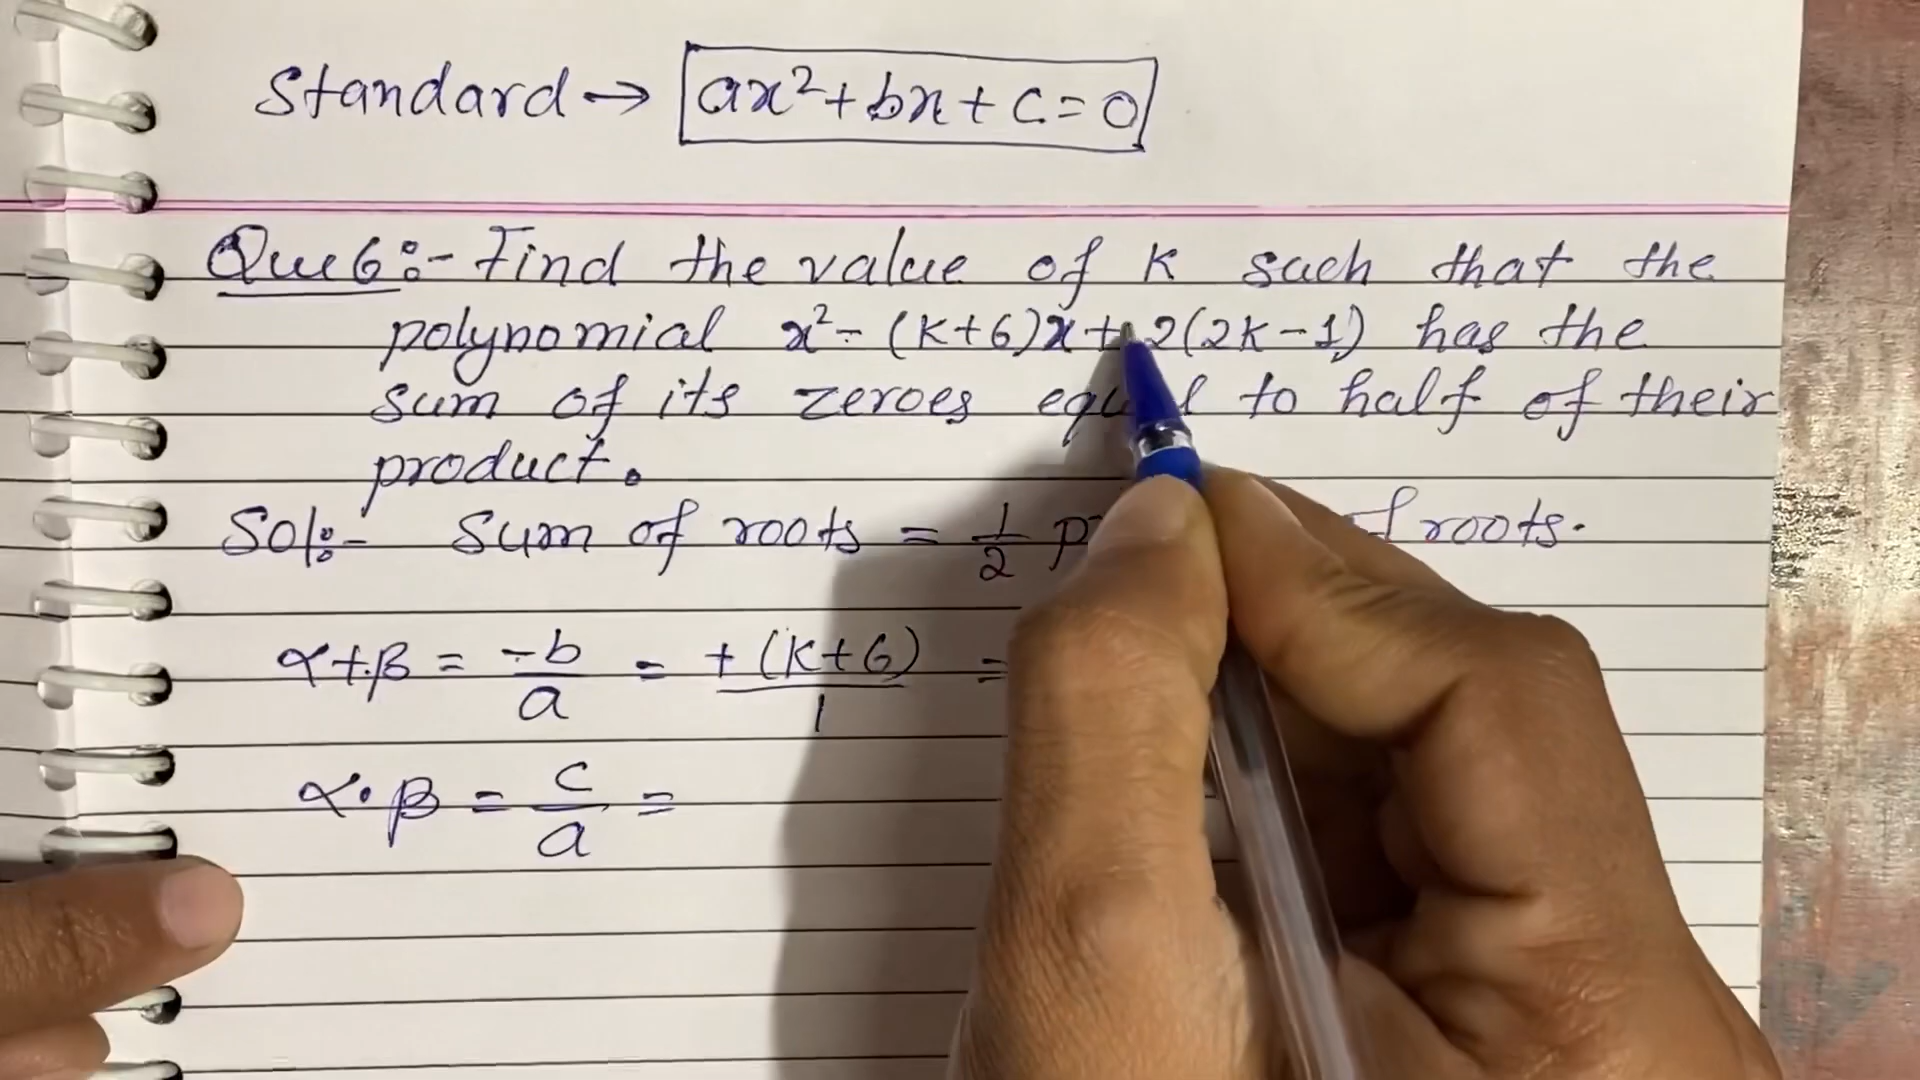 Standard → ax²+bx+c=0
Que6:- Find the value of K such that the
polynomial x²-(K+6)x+2(2K-1) has the
sum of its zeroes equal to half of their
product.
Sol:- Sum of roots = 1/2 of roots.
α+β = -b/a = +(K+6)/1 =
α·β = c/a =